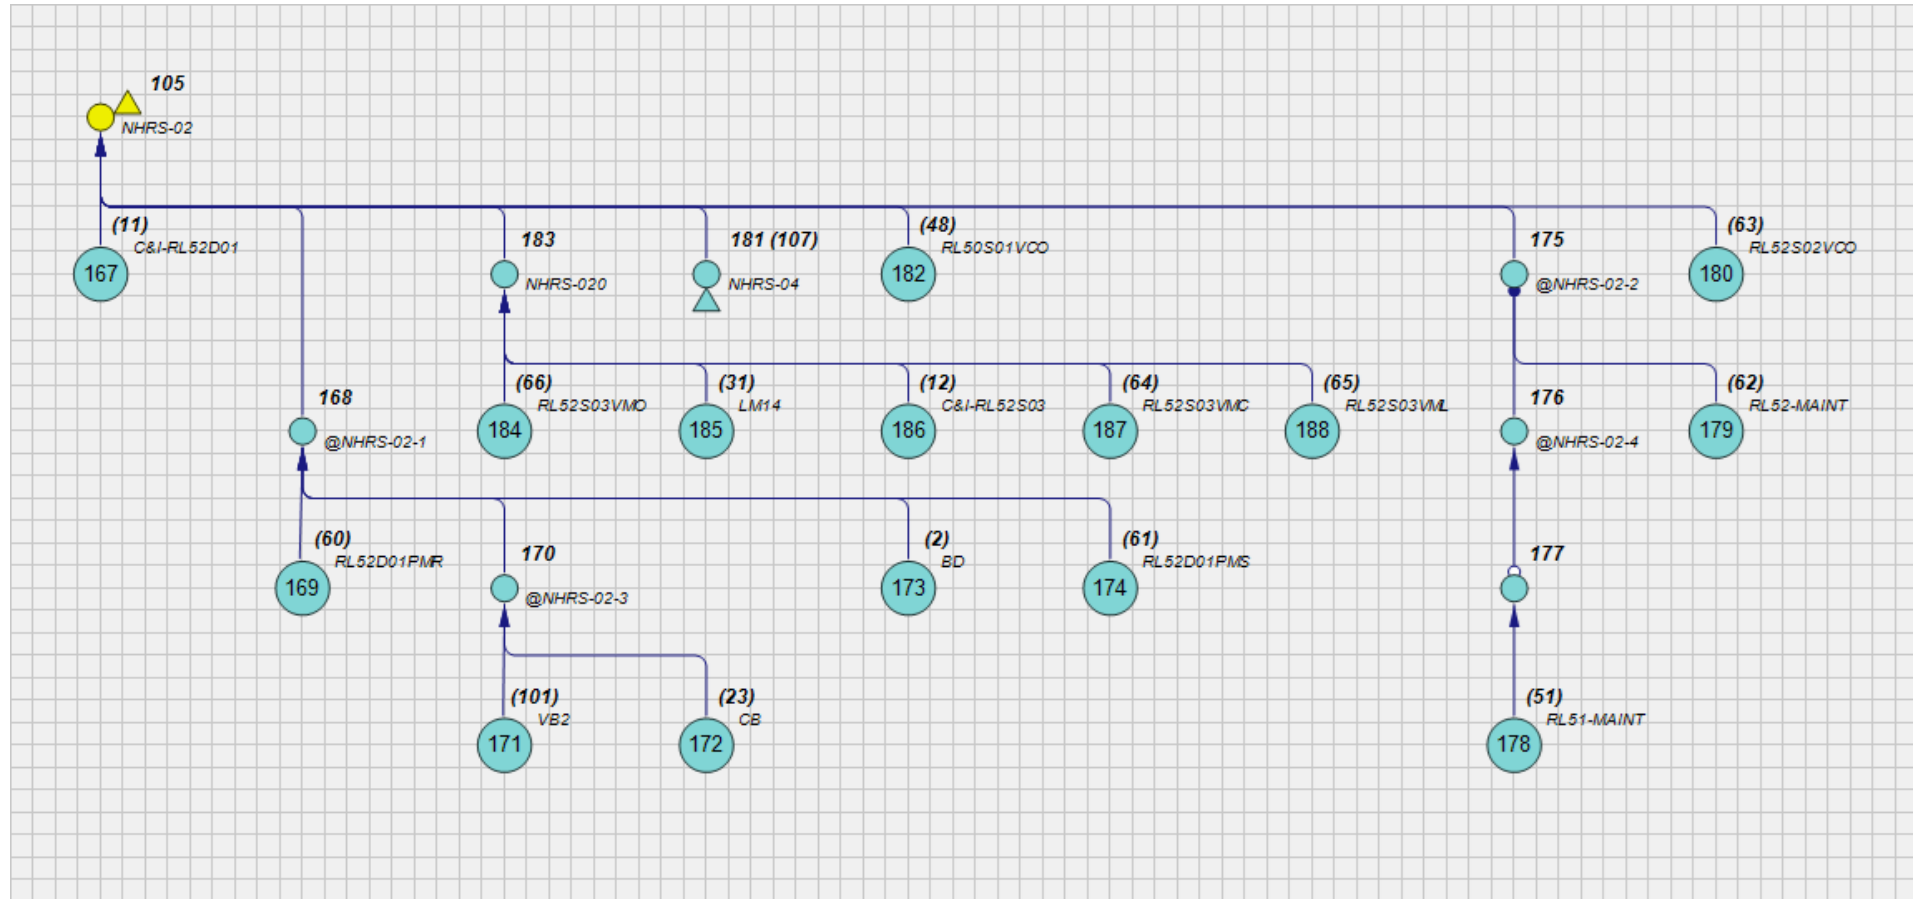 105
NHRS-02
(11)
C&I-RL52D01
167
183
NHRS-020
181 (107)
NHRS-04
(48)
RL50S01VCO
182
175
@NHRS-02-2
(63)
RL52S02VCO
180
168
@NHRS-02-1
(66)
RL52S03VMO
184
(31)
LM14
185
(12)
C&I-RL52S03
186
(64)
RL52S03VMC
187
(65)
RL52S03VML
188
176
@NHRS-02-4
(62)
RL52-MAINT
179
(60)
RL52D01PMR
169
170
@NHRS-02-3
(2)
BD
173
(61)
RL52D01PMS
174
177
(101)
VB2
171
(23)
CB
172
(51)
RL51-MAINT
178